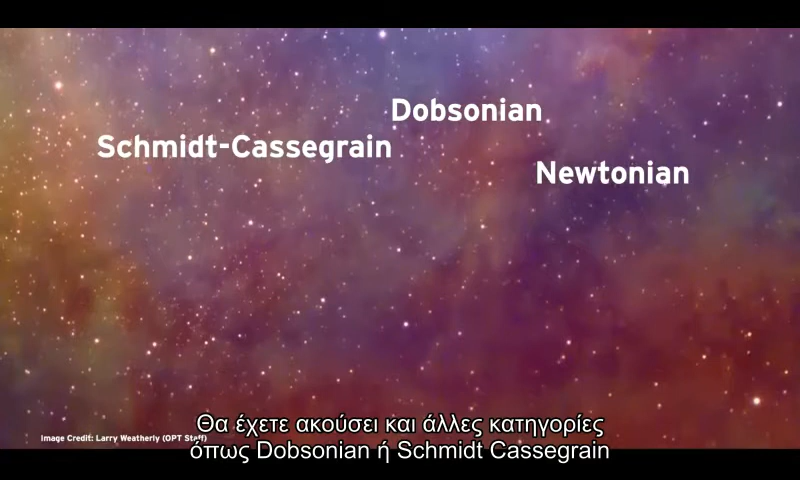 Dobsonian
Schmidt-Cassegrain
Newtonian
Image Credit: Larry Weatherly (OPT Staff)
Θα έχετε ακούσει και άλλες κατηγορίες
όπως Dobsonian ή Schmidt Cassegrain